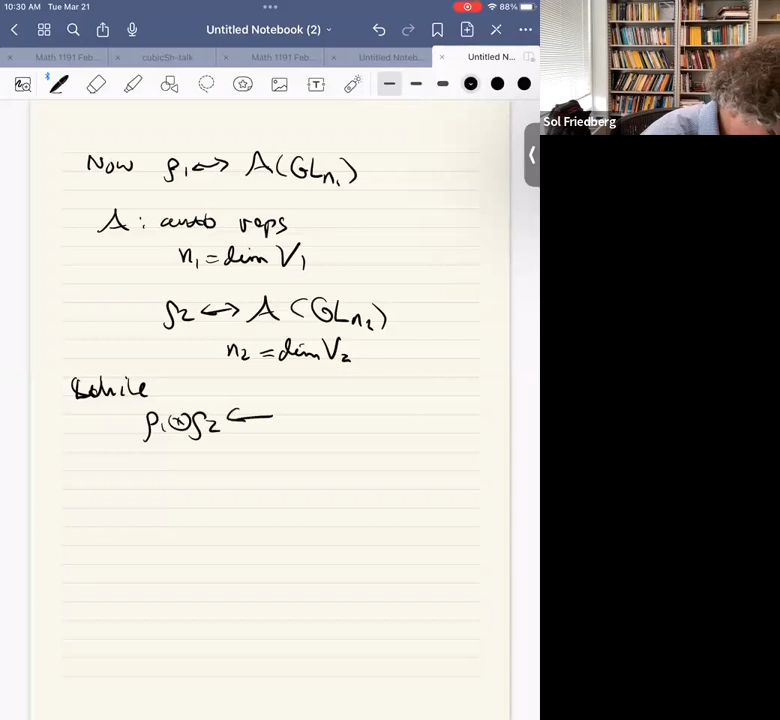 10:30 AM Tue Mar 21
88%
Untitled Notebook (2)
Math 1191 Feb...
cubicSh-talk
Math 1191 Feb...
Untitled Noteb...
Untitled N...
Sol Friedberg
Now ρ₁ ↔ A(GLₙ₁)
A: auto reps
n₁ = dim V₁
ρ₂ ↔ A(GLₙ₂)
n₂ = dim V₂
while
ρ₁⊗ρ₂ ←